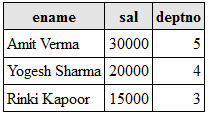 ename sal deptno
Amit Verma 30000 5
Yogesh Sharma 20000 4
Rinki Kapoor 15000 3